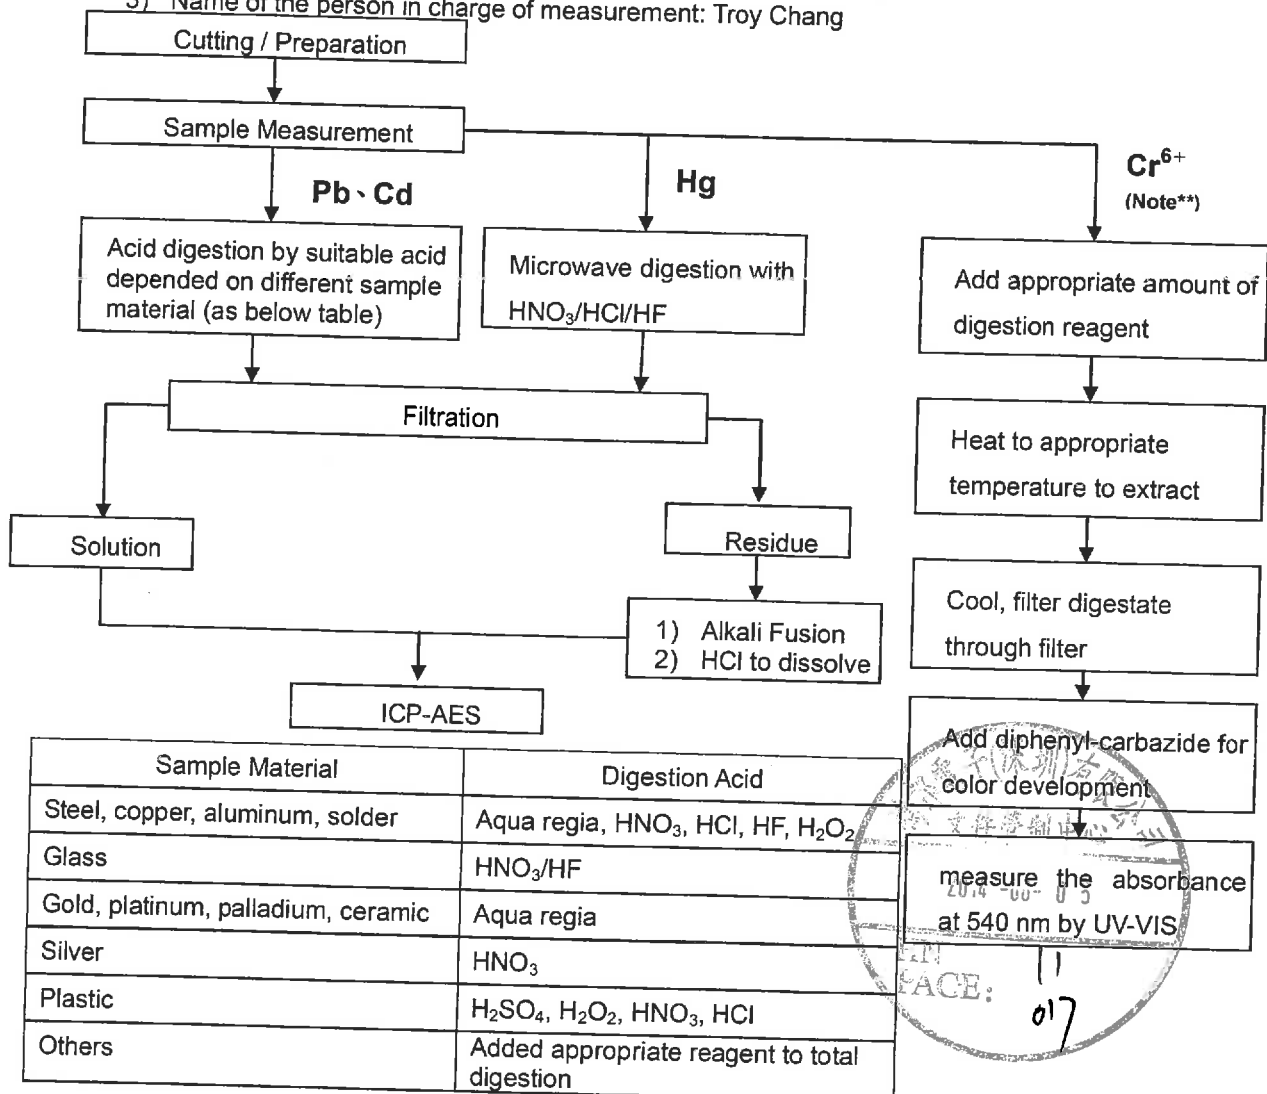 3) Name of the person in charge of measurement: Troy Chang
Cutting / Preparation
Sample Measurement
Pb、Cd
Hg
Cr6+
(Note**)
Acid digestion by suitable acid
depended on different sample
material (as below table)
Microwave digestion with
HNO3/HCl/HF
Add appropriate amount of
digestion reagent
Filtration
Heat to appropriate
temperature to extract
Solution
Residue
Cool, filter digestate
through filter
1) Alkali Fusion
2) HCl to dissolve
ICP-AES
Add diphenyl-carbazide for
color development
measure the absorbance
at 540 nm by UV-VIS
Sample Material Digestion Acid
Steel, copper, aluminum, solder Aqua regia, HNO3, HCl, HF, H2O2
Glass HNO3/HF
Gold, platinum, palladium, ceramic Aqua regia
Silver HNO3
Plastic H2SO4, H2O2, HNO3, HCl
Others Added appropriate reagent to total
digestion
FACE:
017